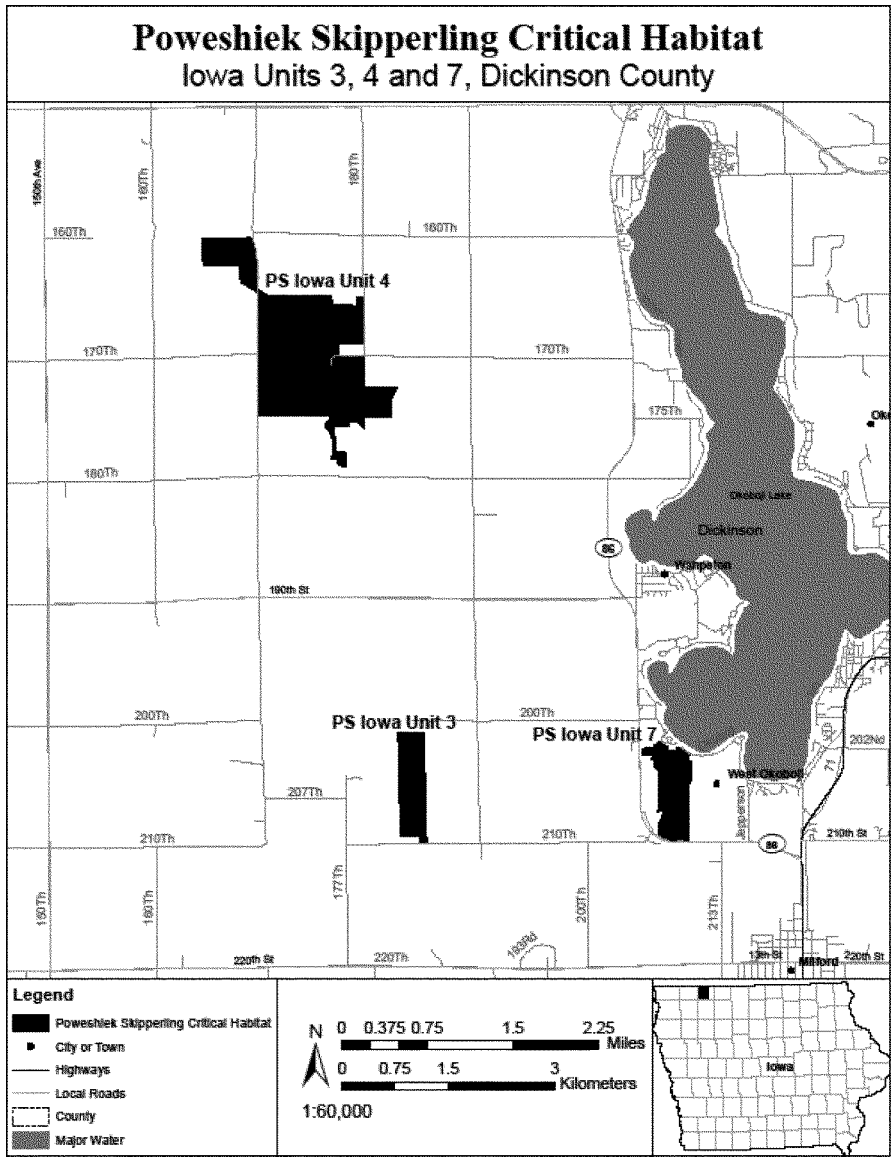 Poweshiek Skipperling Critical Habitat
Iowa Units 3, 4 and 7, Dickinson County
150th Ave
160Th
180Th
160Th
160Th
PS Iowa Unit 4
170Th
170Th
175Th
Oko
180Th
Okoboji Lake
Dickinson
86
Wahpeton
190th St
200Th
PS Iowa Unit 3
200Th
PS Iowa Unit 7
202Nd
71
West Okoboji
207Th
Jepperson
210Th
210Th
210th St
86
150Th
160Th
177Th
200Th
213Th
193Rd
220th St
220Th
13th St
220th St
Milford
Legend
Poweshiek Skipperling Critical Habitat
City or Town
Highways
Local Roads
County
Major Water
N
0 0.375 0.75 1.5 2.25
Miles
0 0.75 1.5 3
Kilometers
1:60,000
Iowa